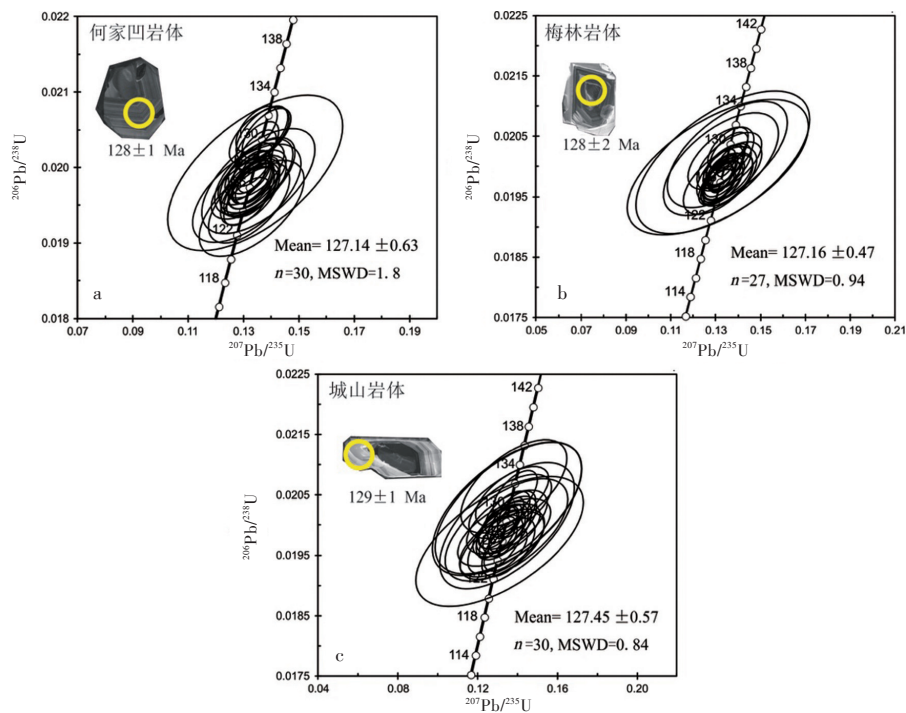 何家凹岩体
128±1 Ma
206Pb/238U
0.022
0.021
0.020
0.019
0.018
138
134
130
122
118
Mean= 127.14 ±0.63
n=30, MSWD=1.8
a
0.07 0.09 0.11 0.13 0.15 0.17 0.19
207Pb/235U
梅林岩体
128±2 Ma
206Pb/238U
0.0225
0.0215
0.0205
0.0195
0.0185
0.0175
142
138
134
130
122
118
114
Mean= 127.16 ±0.47
n=27, MSWD=0.94
b
0.05 0.07 0.09 0.11 0.13 0.15 0.17 0.19 0.21
207Pb/235U
城山岩体
129±1 Ma
206Pb/238U
0.0225
0.0215
0.0205
0.0195
0.0185
0.0175
142
138
134
130
122
118
114
Mean= 127.45 ±0.57
n=30, MSWD=0.84
c
0.04 0.08 0.12 0.16 0.20
207Pb/235U